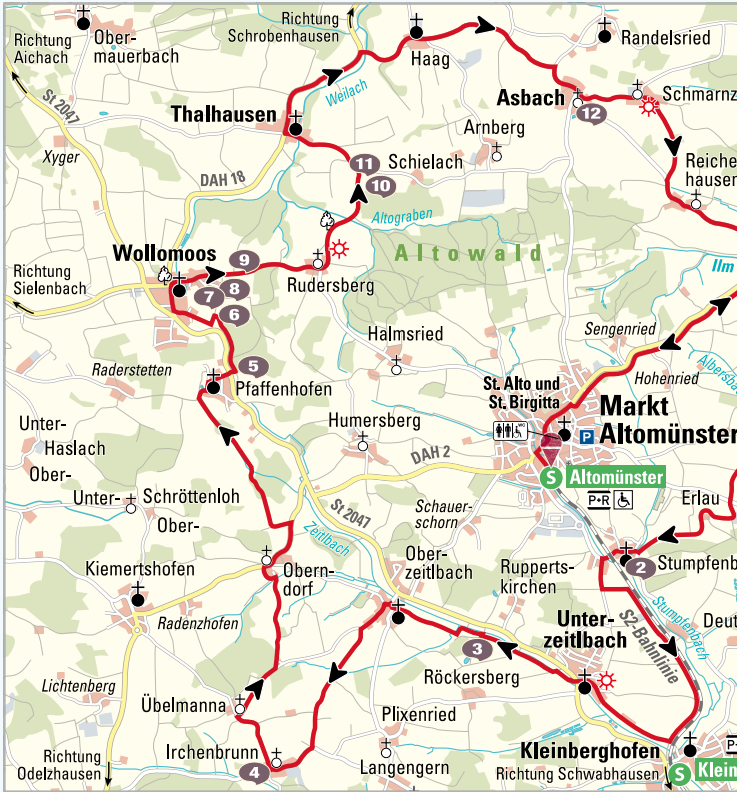 Richtung
Aichach
Ober-
mauerbach
Richtung
Schrobenhausen
Haag
Randelsried
St 2047
Weilach
Thalhausen
Asbach
12
Schmarnz
Arnberg
Xyger
DAH 18
11
Schielach
10
Reiche
hausen
Altograben
Altowald
Wollomoos
9
Rudersberg
Ilm
Richtung
Sielenbach
7
8
6
Halmsried
Sengenried
Raderstetten
5
Pfaffenhofen
Hohenried
Albersba
St. Alto und
St. Birgitta
Markt
Altomünster
P
WC
Unter-
Haslach
Ober-
Humersberg
DAH 2
S Altomünster
P+R
Unter-
Schröttenloh
Ober-
St 2047
Schauer-
schorn
Erlau
Zeitlbach
Kiemertshofen
Obern-
dorf
Ober-
zeitlbach
Rupperts-
kirchen
2
Stumpfenb
Radenzhofen
Unter-
zeitlbach
S2-Bahnlinie
Stumpfenbach
Deut
3
Röckersberg
Lichtenberg
Übelmanna
Plixenried
Irchenbrunn
4
Langengern
Kleinberghofen
P+
Richtung
Odelzhausen
Richtung Schwabhausen
S Klein